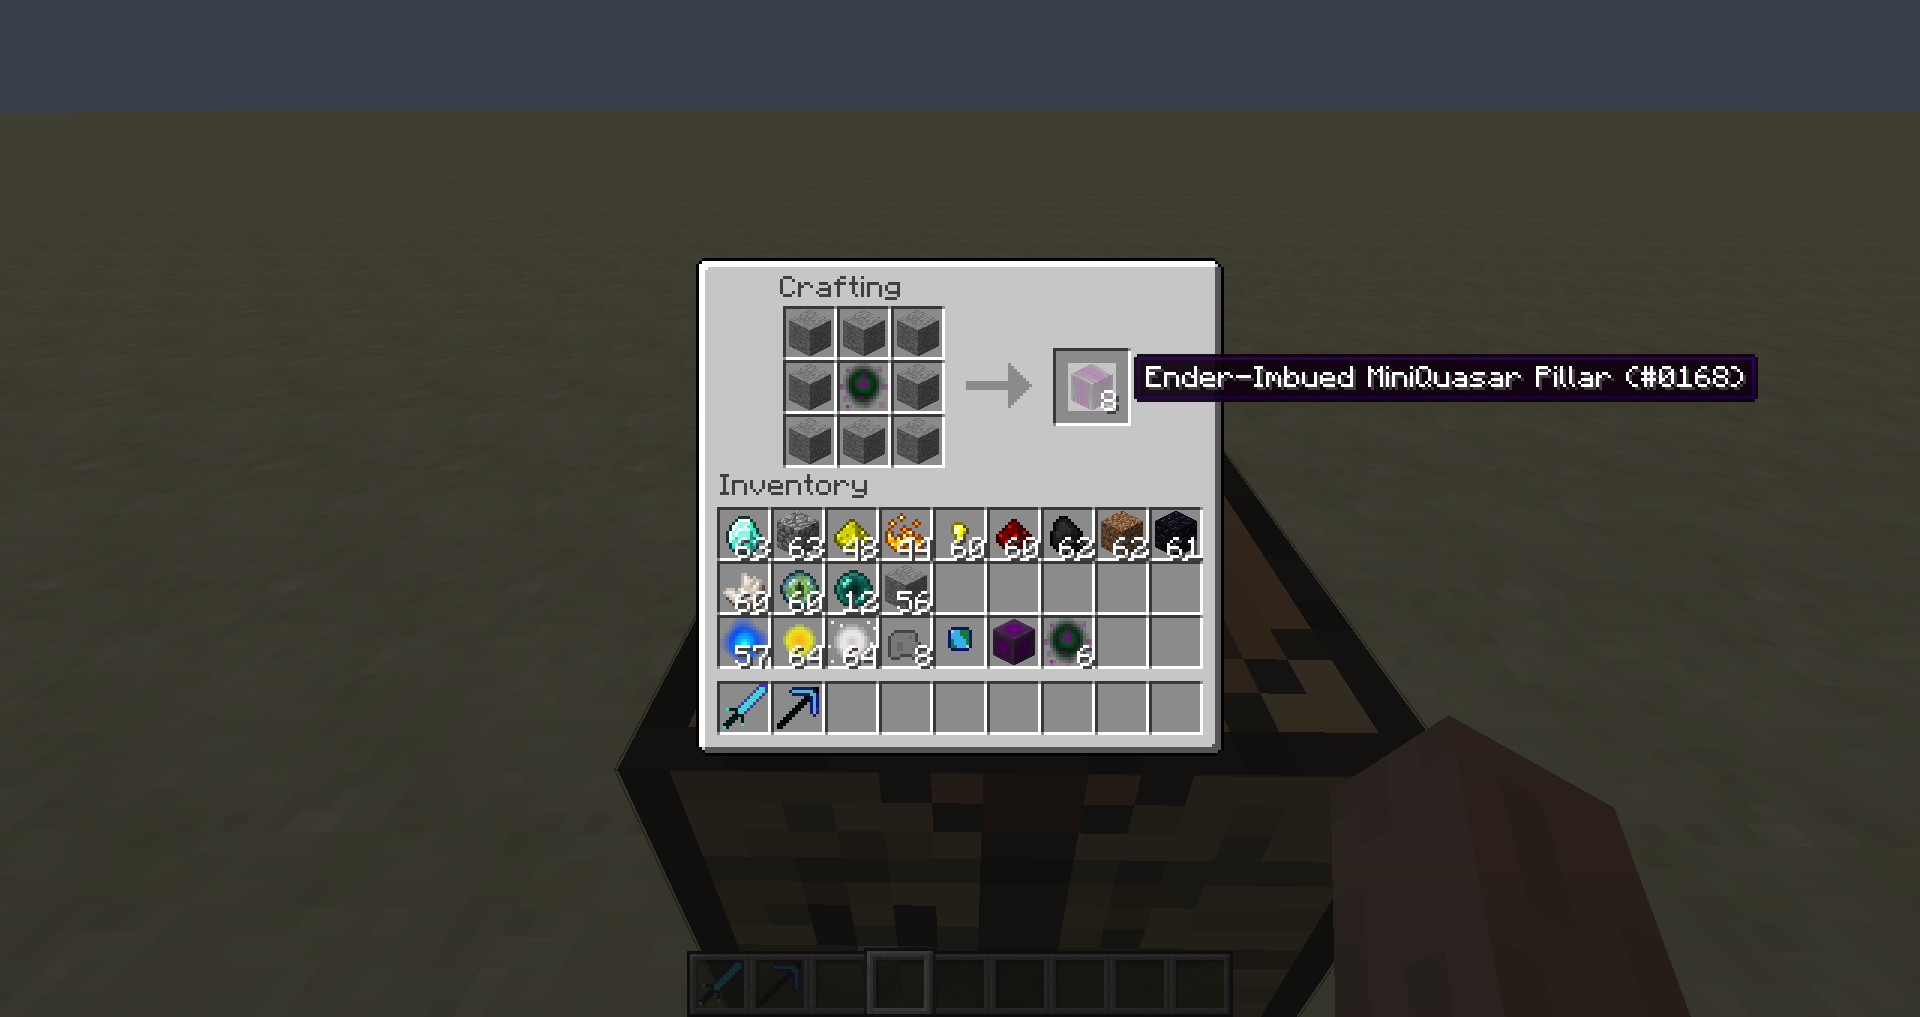 Crafting
8
Ender-Imbued MiniQuasar Pillar (#0168)
Inventory
63 63 48 44 60 60 62 62 61
60 60 12 56
57 64 64 8 6